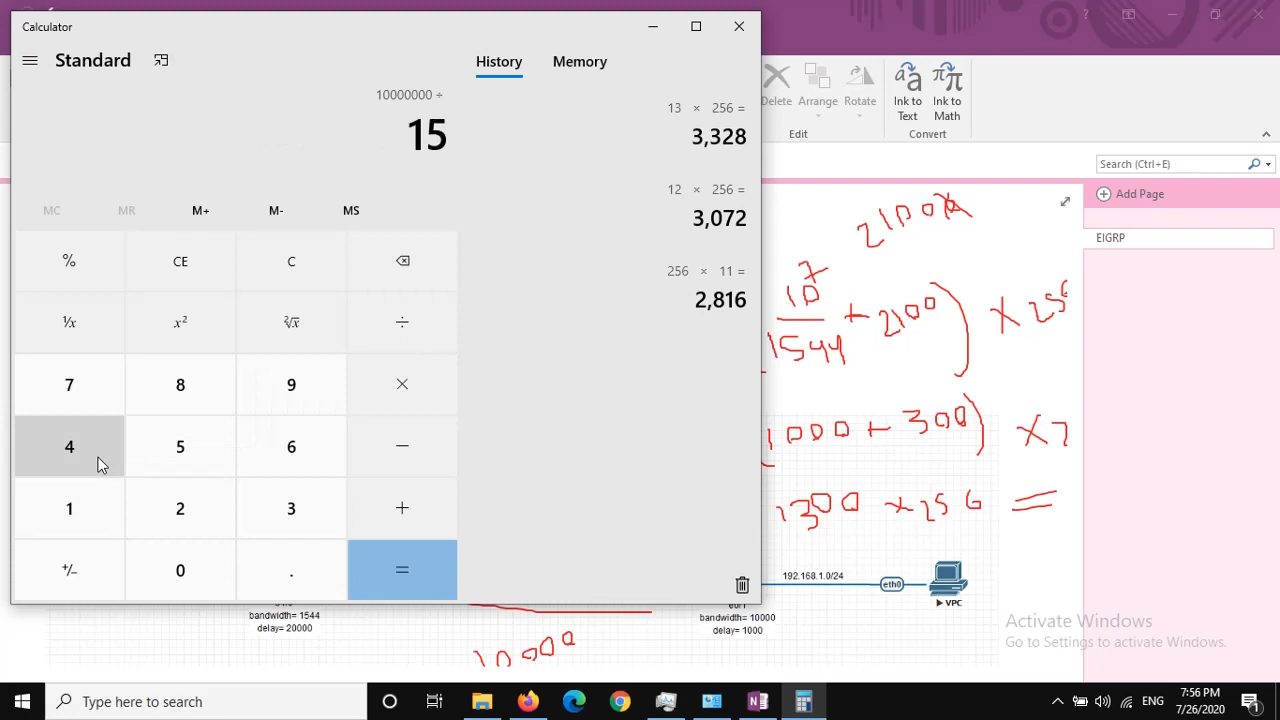 Calculator
Standard
History
Memory
10000000 ÷
15
MC
MR
M+
M-
MS
%
CE
C
⌫
¹/x
x²
²√x
÷
7
8
9
×
4
5
6
−
1
2
3
+
+/−
0
.
=
13 × 256 =
3,328
12 × 256 =
3,072
256 × 11 =
2,816
Delete
Arrange
Rotate
Ink to Text
Ink to Math
Edit
Convert
Search (Ctrl+E)
Add Page
EIGRP
21000
10⁷
1544
+ 2100
) × 256
1000 + 300)
1300 × 256 =
192.168.1.0/24
eth0
VPC
bandwidth= 1544
delay= 20000
e0/1
bandwidth= 10000
delay= 1000
10000
Activate Windows
Go to Settings to activate Windows.
Type here to search
ENG
7:56 PM
7/26/2020
1